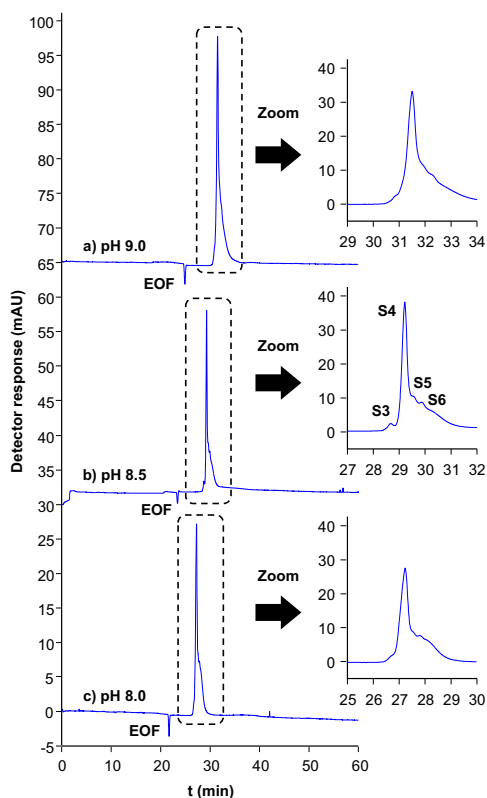 Detector response (mAU)
100
95
90
85
80
75
70
65
60
55
50
45
40
35
30
25
20
15
10
5
0
-5
a) pH 9.0
EOF
b) pH 8.5
EOF
c) pH 8.0
EOF
0 10 20 30 40 50 60
t (min)
Zoom
40
30
20
10
0
29 30 31 32 33 34
Zoom
40
30
20
10
0
S4
S5
S6
S3
27 28 29 30 31 32
Zoom
40
30
20
10
0
25 26 27 28 29 30